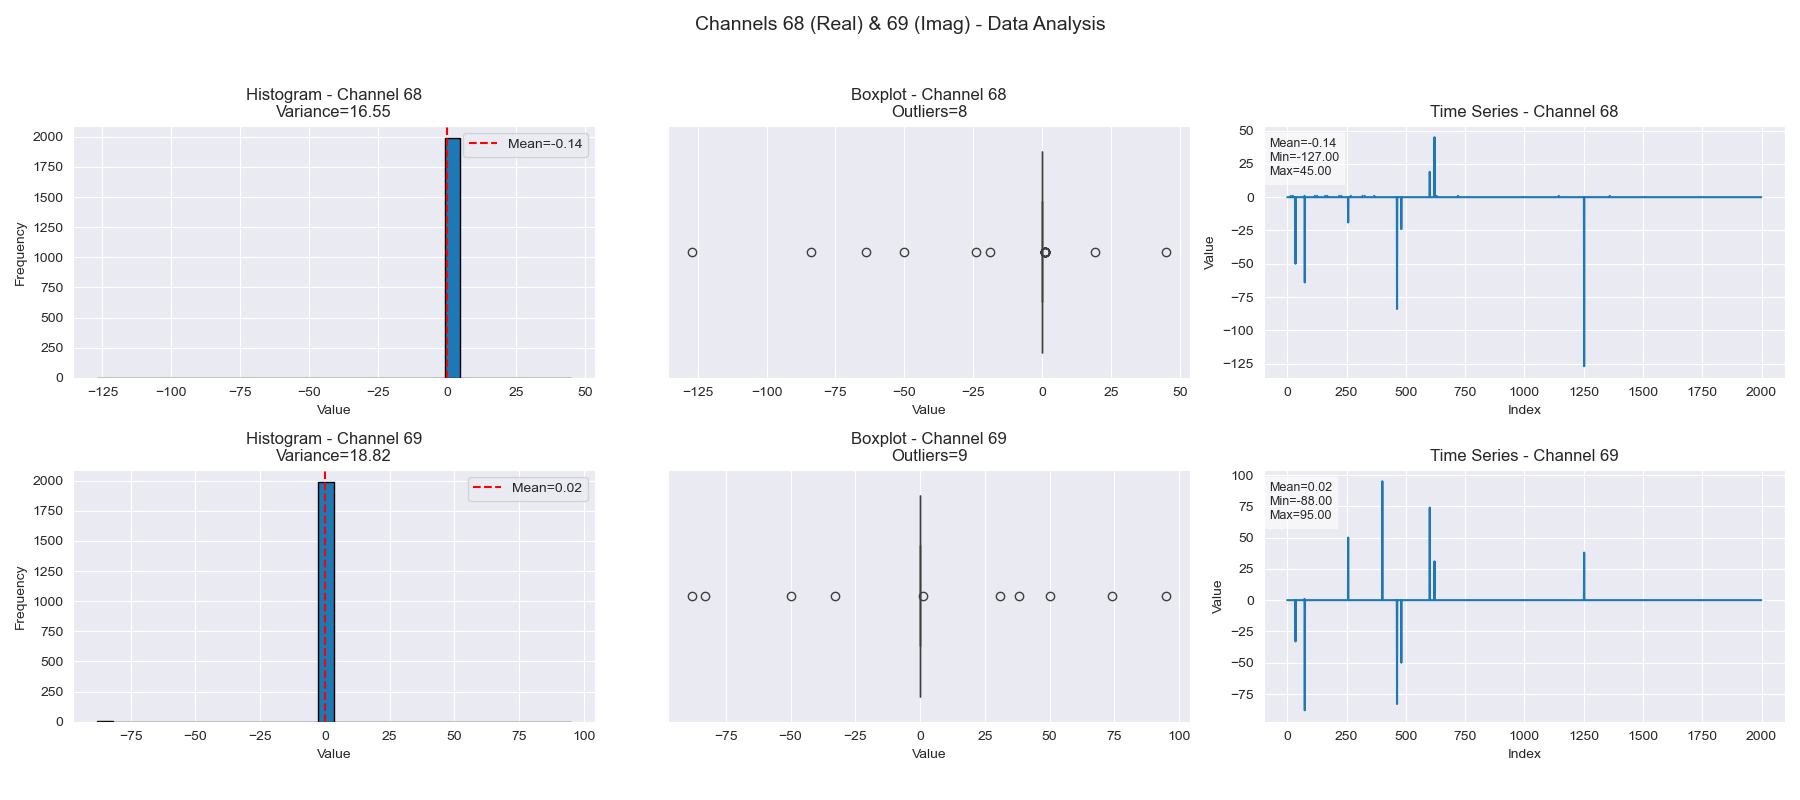 Channels 68 (Real) & 69 (Imag) - Data Analysis
Histogram - Channel 68
Variance=16.55
Mean=-0.14
Frequency
2000
1750
1500
1250
1000
750
500
250
0
−125
−100
−75
−50
−25
0
25
50
Value
Boxplot - Channel 68
Outliers=8
−125
−100
−75
−50
−25
0
25
50
Value
Time Series - Channel 68
Mean=-0.14
Min=-127.00
Max=45.00
Value
50
25
0
−25
−50
−75
−100
−125
0
250
500
750
1000
1250
1500
1750
2000
Index
Histogram - Channel 69
Variance=18.82
Mean=0.02
Frequency
2000
1750
1500
1250
1000
750
500
250
0
−75
−50
−25
0
25
50
75
100
Value
Boxplot - Channel 69
Outliers=9
−75
−50
−25
0
25
50
75
100
Value
Time Series - Channel 69
Mean=0.02
Min=-88.00
Max=95.00
Value
100
75
50
25
0
−25
−50
−75
0
250
500
750
1000
1250
1500
1750
2000
Index